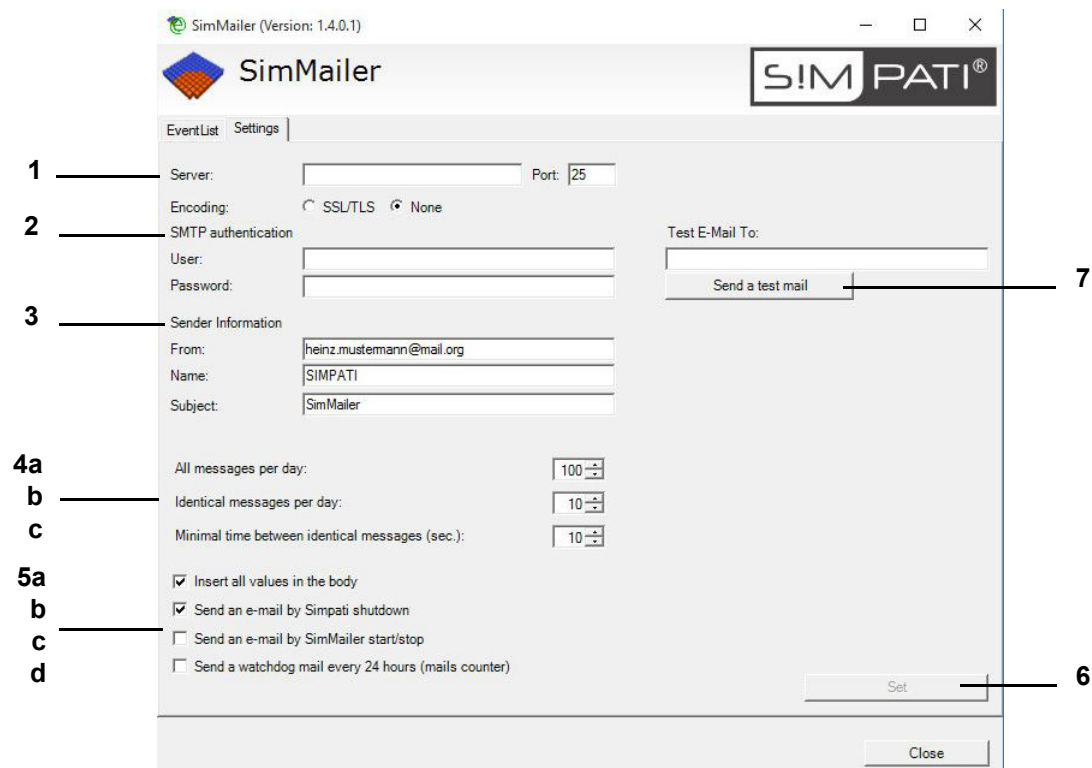 SimMailer (Version: 1.4.0.1)
SimMailer
S!MPATI®
EventList Settings
1
Server: Port: 25
Encoding: SSL/TLS None
2
SMTP authentication Test E-Mail To:
User:
Password: Send a test mail
7
3
Sender Information
From: heinz.mustermann@mail.org
Name: SIMPATI
Subject: SimMailer
4a
b
c
All messages per day: 100
Identical messages per day: 10
Minimal time between identical messages (sec.): 10
5a
b
c
d
Insert all values in the body
Send an e-mail by Simpati shutdown
Send an e-mail by SimMailer start/stop
Send a watchdog mail every 24 hours (mails counter)
Set
6
Close